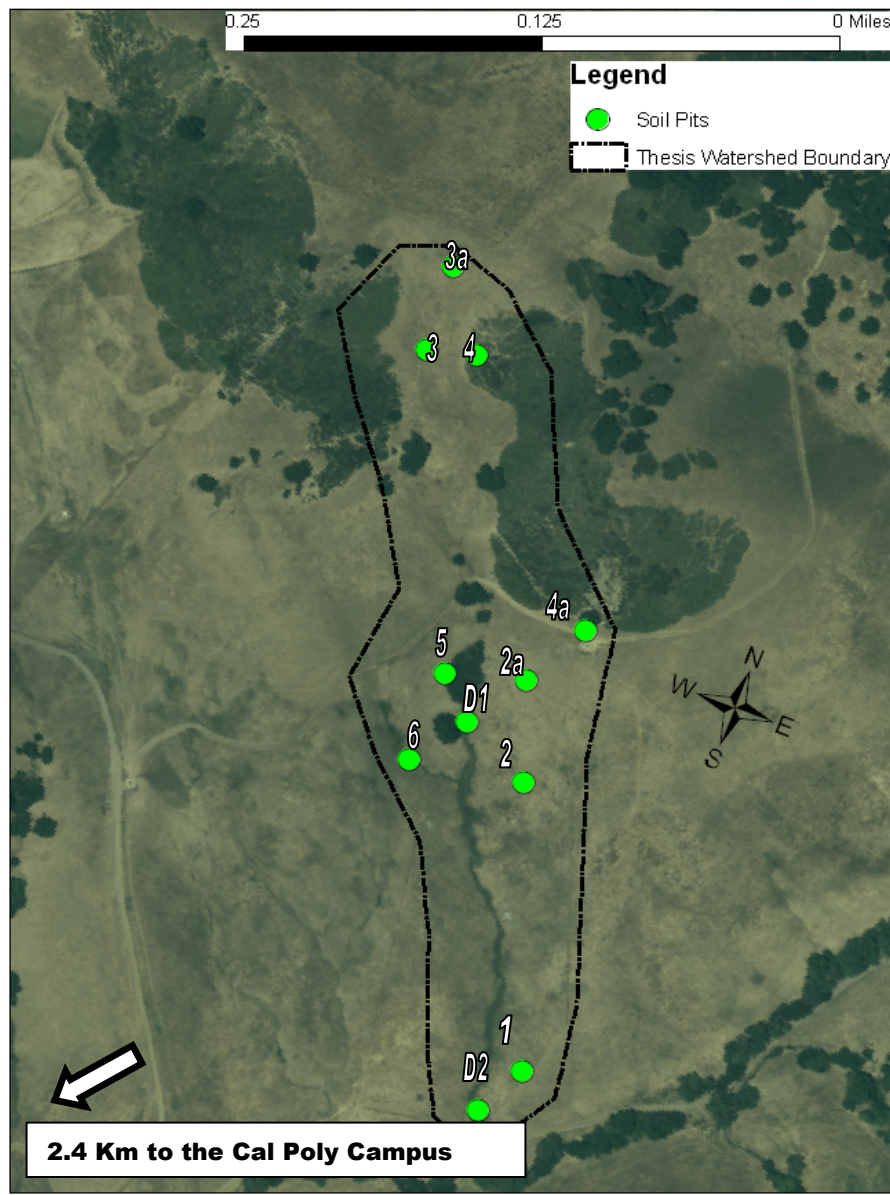 0.25 0.125 0 Miles
Legend
Soil Pits
Thesis Watershed Boundary
3a
3 4
4a
5
2a
D1
6
2
N
W
E
S
1
D2
2.4 Km to the Cal Poly Campus